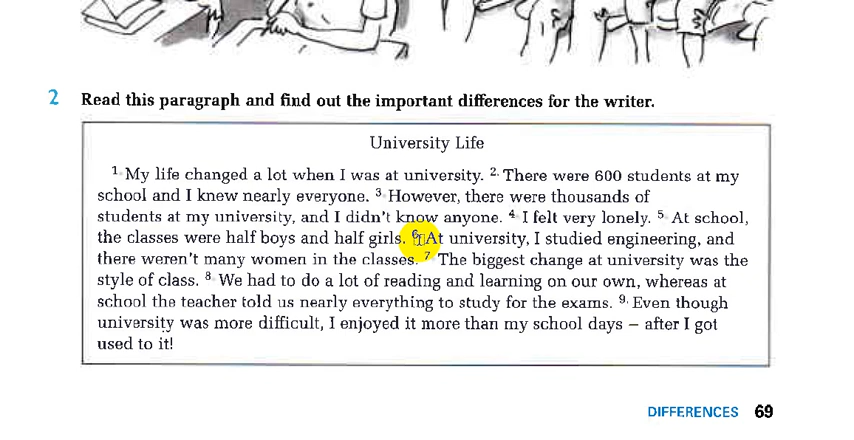 2 Read this paragraph and find out the important differences for the writer.
University Life
1. My life changed a lot when I was at university. 2. There were 600 students at my
school and I knew nearly everyone. 3. However, there were thousands of
students at my university, and I didn't know anyone. 4. I felt very lonely. 5. At school,
the classes were half boys and half girls. 6. At university, I studied engineering, and
there weren't many women in the classes. 7. The biggest change at university was the
style of class. 8. We had to do a lot of reading and learning on our own, whereas at
school the teacher told us nearly everything to study for the exams. 9. Even though
university was more difficult, I enjoyed it more than my school days – after I got
used to it!
DIFFERENCES 69